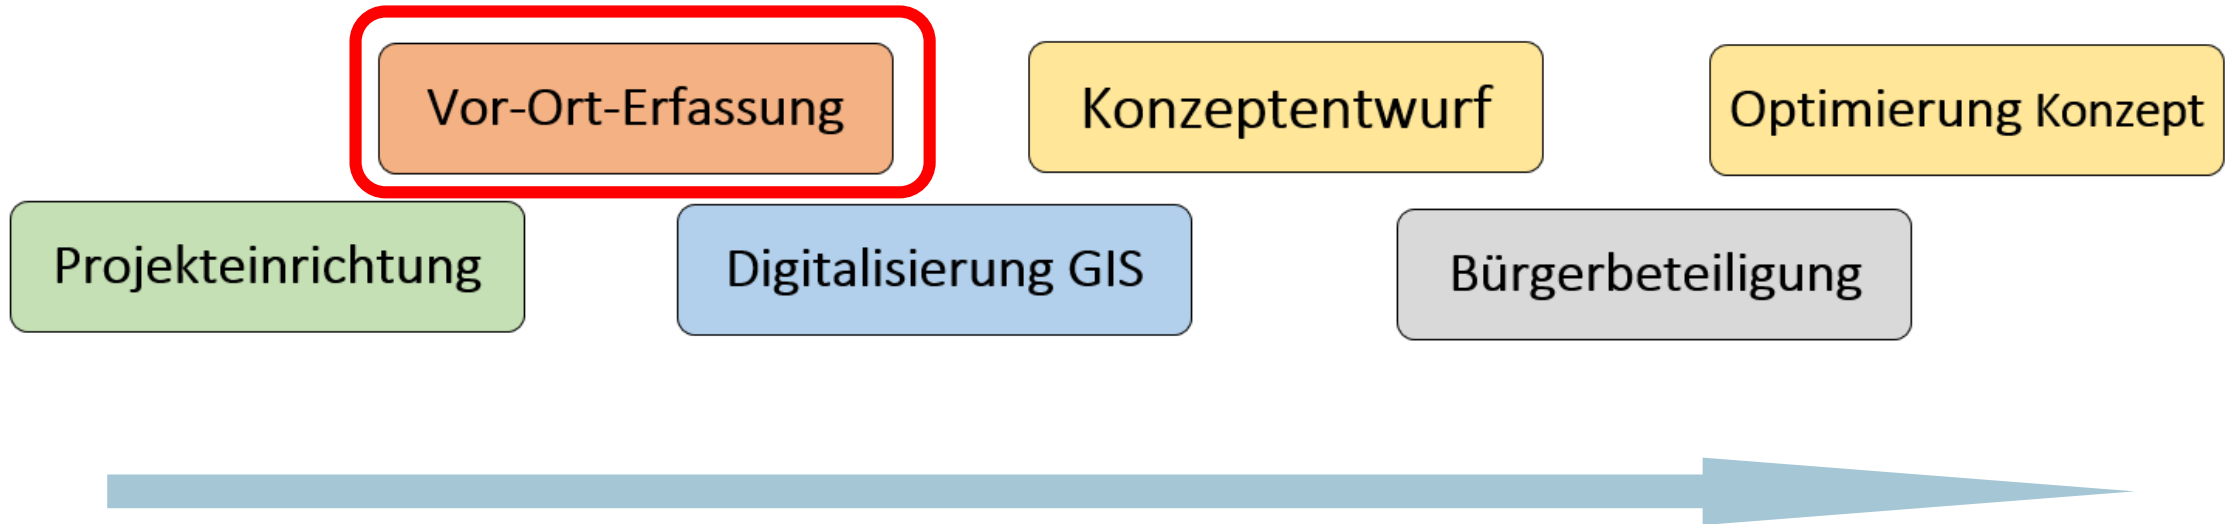 Vor-Ort-Erfassung
Konzeptentwurf
Optimierung Konzept
Projekteinrichtung
Digitalisierung GIS
Bürgerbeteiligung